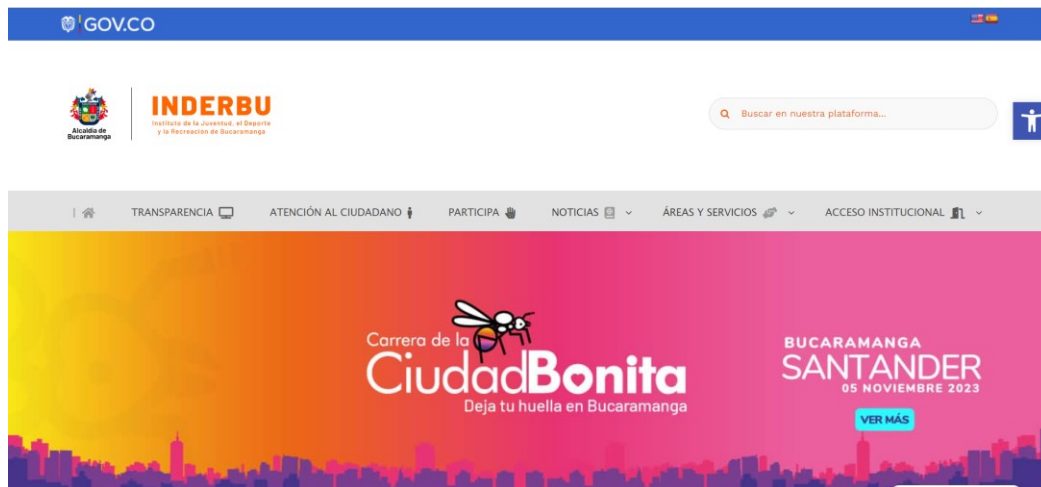 GOV.CO
Alcaldía de
Bucaramanga
INDERBU
Instituto de la Juventud, el Deporte
y la Recreación de Bucaramanga
Buscar en nuestra plataforma...
TRANSPARENCIA
ATENCIÓN AL CIUDADANO
PARTICIPA
NOTICIAS
ÁREAS Y SERVICIOS
ACCESO INSTITUCIONAL
Carrera de la
CiudadBonita
Deja tu huella en Bucaramanga
BUCARAMANGA
SANTANDER
05 NOVIEMBRE 2023
VER MÁS